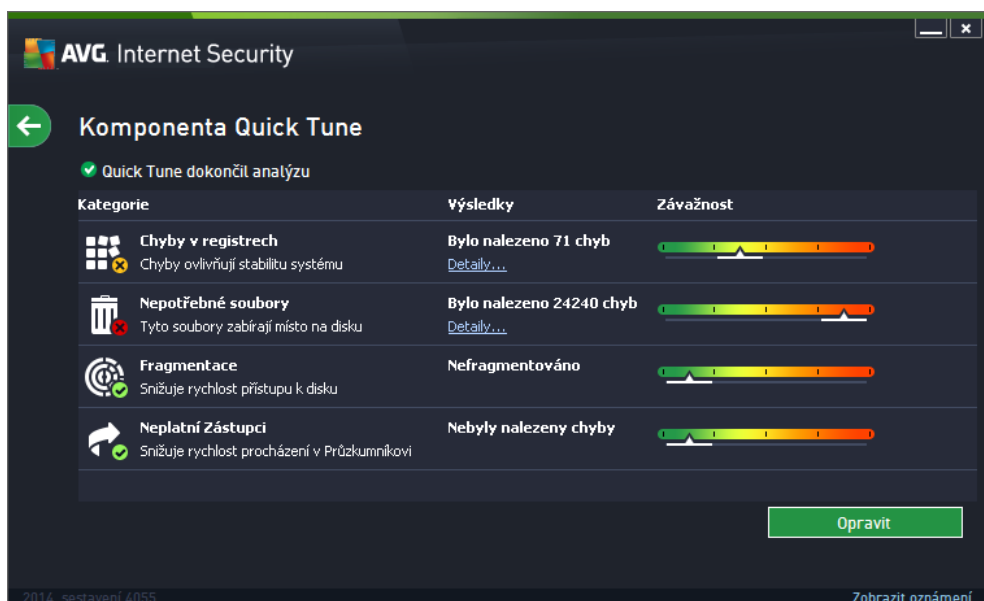 AVG. Internet Security
Komponenta Quick Tune
Quick Tune dokončil analýzu
Kategorie Výsledky Závažnost
Chyby v registrech Bylo nalezeno 71 chyb
Chyby ovlivňují stabilitu systému Detaily...
Nepotřebné soubory Bylo nalezeno 24240 chyb
Tyto soubory zabírají místo na disku Detaily...
Fragmentace Nefragmentováno
Snižuje rychlost přístupu k disku
Neplatní Zástupci Nebyly nalezeny chyby
Snižuje rychlost procházení v Průzkumníkovi
Opravit
2014 sestavení 4055 Zobrazit oznámení